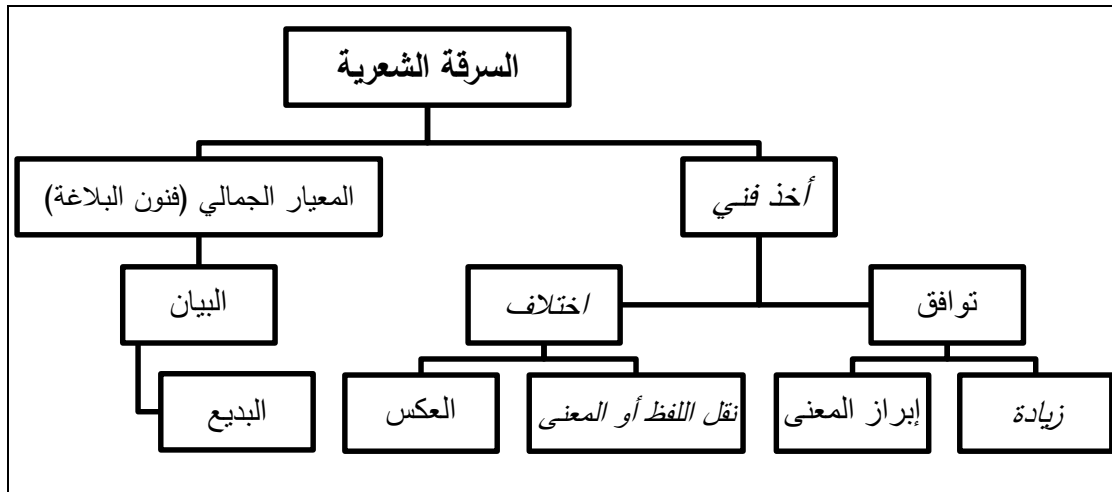 السرقة الشعرية
أخذ فني
المعيار الجمالي (فنون البلاغة)
توافق
اختلاف
البيان
زيادة
إبراز المعنى
نقل اللفظ أو المعنى
العكس
البديع